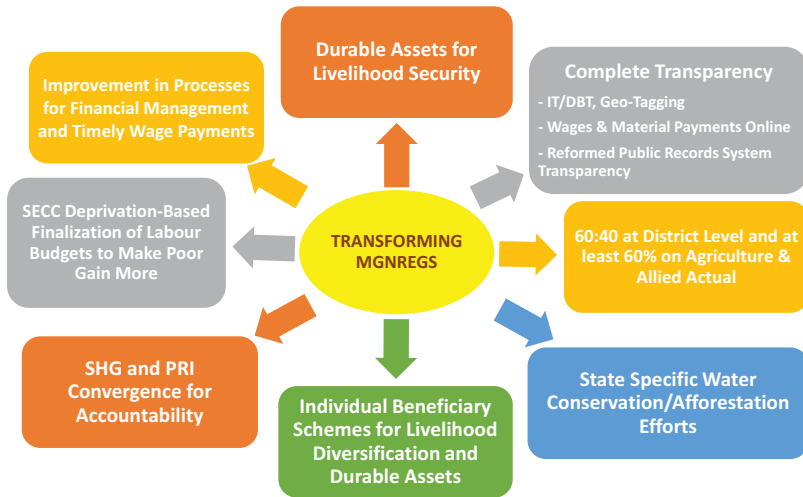 Durable Assets for
Livelihood Security
Complete Transparency
- IT/DBT, Geo-Tagging
- Wages & Material Payments Online
- Reformed Public Records System
Transparency
60:40 at District Level and at
least 60% on Agriculture &
Allied Actual
State Specific Water
Conservation/Afforestation
Efforts
Individual Beneficiary
Schemes for Livelihood
Diversification and
Durable Assets
SHG and PRI
Convergence for
Accountability
SECC Deprivation-Based
Finalization of Labour
Budgets to Make Poor
Gain More
Improvement in Processes
for Financial Management
and Timely Wage Payments
TRANSFORMING
MGNREGS